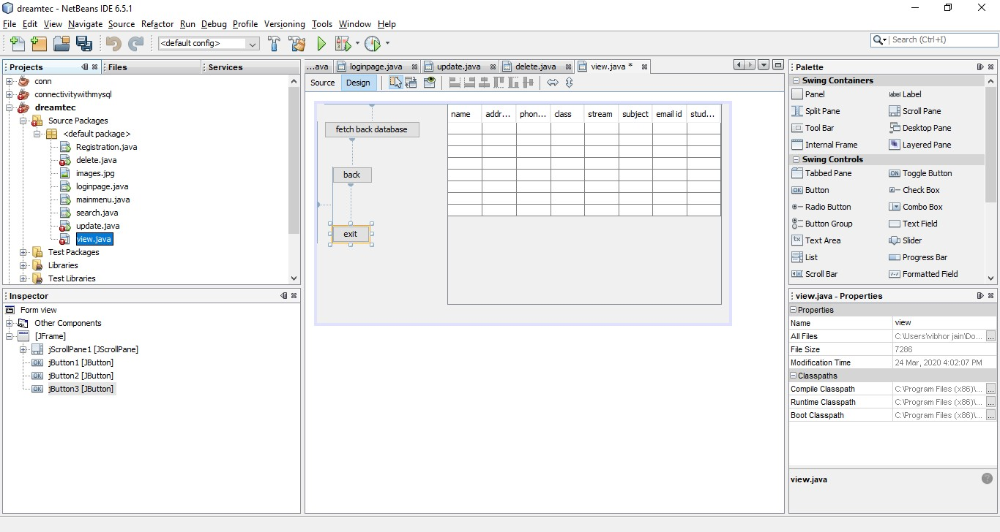 dreamtec - NetBeans IDE 6.5.1
File Edit View Navigate Source Refactor Run Debug Profile Versioning Tools Window Help
<default config>
Search (Ctrl+I)
Projects
Files
Services
conn
connectivitywithmysql
dreamtec
Source Packages
<default package>
Registration.java
delete.java
images.jpg
loginpage.java
mainmenu.java
search.java
update.java
view.java
Test Packages
Libraries
Test Libraries
Inspector
Form view
Other Components
[JFrame]
jScrollPane1 [JScrollPane]
jButton1 [JButton]
jButton2 [JButton]
jButton3 [JButton]
...ava loginpage.java update.java delete.java view.java *
Source Design
fetch back database
back
exit
name addr... phon... class stream subject email id stud...
Palette
Swing Containers
Panel label Label
Split Pane Scroll Pane
Tool Bar Desktop Pane
Internal Frame Layered Pane
Swing Controls
Tabbed Pane ON Toggle Button
OK Button Check Box
Radio Button Combo Box
Button Group Text Field
Text Area Slider
List Progress Bar
Scroll Bar Formatted Field
view.java - Properties
Properties
Name view
All Files C:\Users\vibhor jain\Do... ...
File Size 7286
Modification Time 24 Mar, 2020 4:02:07 PM
Classpaths
Compile Classpath C:\Program Files (x86)\... ...
Runtime Classpath C:\Program Files (x86)\... ...
Boot Classpath C:\Program Files (x86)\... ...
view.java